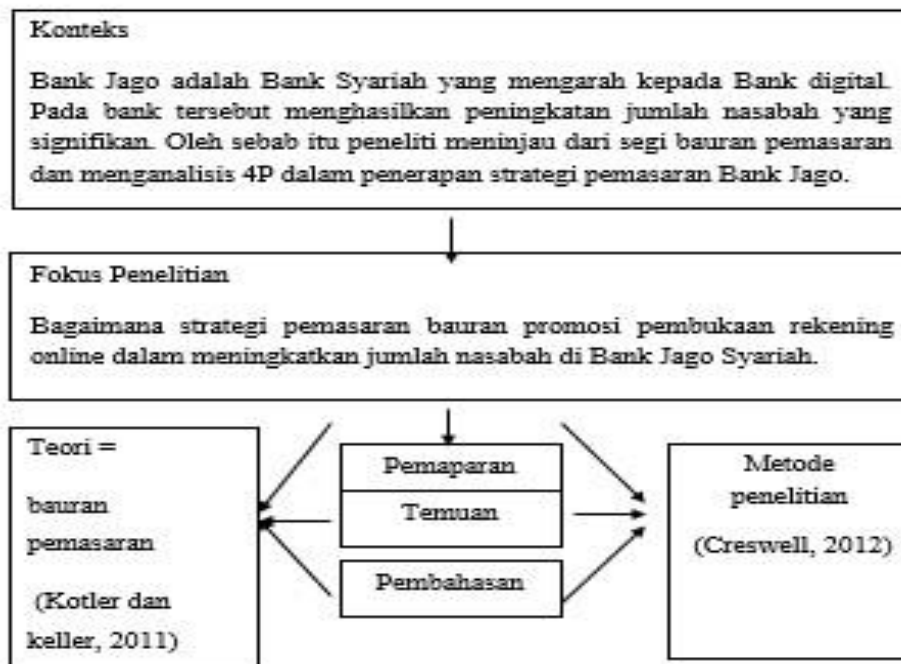 Konteks
Bank Jago adalah Bank Syariah yang mengarah kepada Bank digital.
Pada bank tersebut menghasilkan peningkatan jumlah nasabah yang
signifikan. Oleh sebab itu peneliti meninjau dari segi bauran pemasaran
dan menganalisis 4P dalam penerapan strategi pemasaran Bank Jago.
Fokus Penelitian
Bagaimana strategi pemasaran bauran promosi pembukaan rekening
online dalam meningkatkan jumlah nasabah di Bank Jago Syariah.
Teori =
bauran
pemasaran
(Kotler dan
keller, 2011)
Pemaparan
Temuan
Pembahasan
Metode
penelitian
(Creswell, 2012)